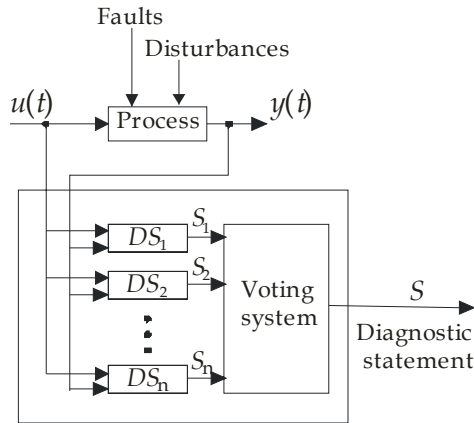 Faults
Disturbances
u(t)
Process
y(t)
DS₁
S₁
DS₂
S₂
DSₙ
Sₙ
Voting
system
S
Diagnostic
statement